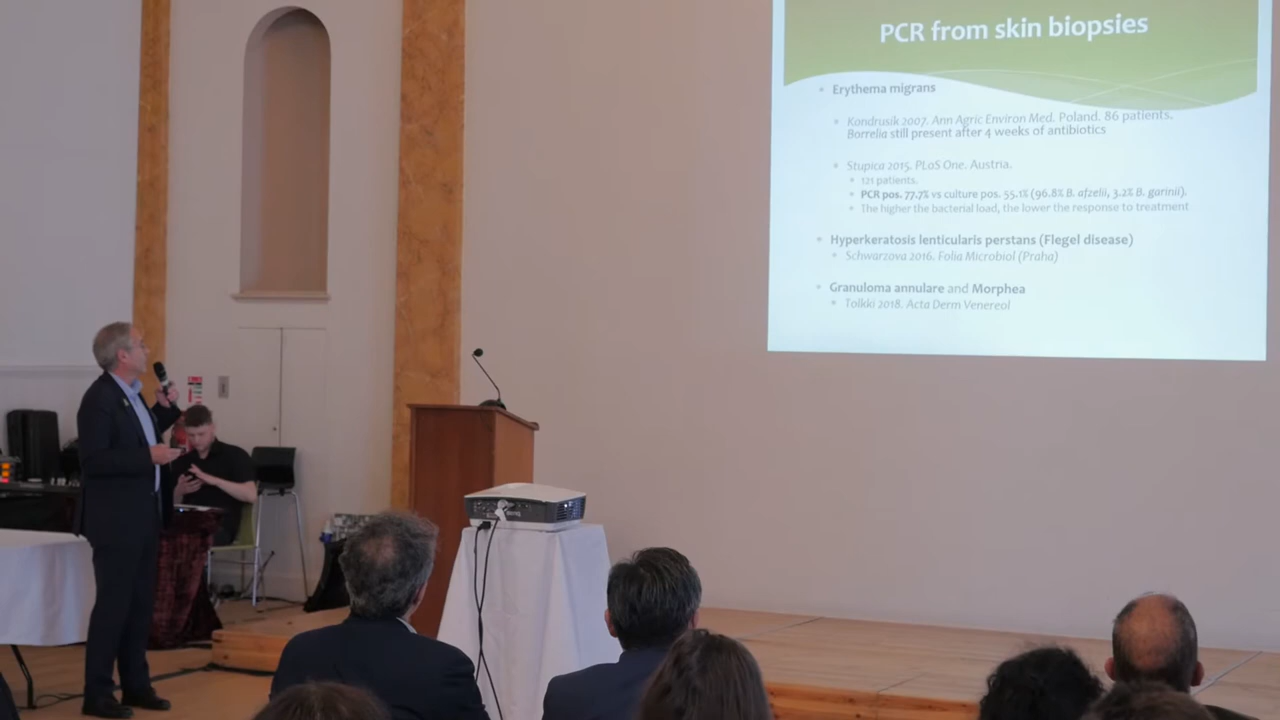 PCR from skin biopsies
Erythema migrans
Kondrusik 2007. Ann Agric Environ Med. Poland. 86 patients.
Borrelia still present after 4 weeks of antibiotics
Stupica 2015. PLoS One. Austria.
121 patients.
PCR pos. 77.7% vs culture pos. 55.1% (96.8% B. afzelii, 3.2% B. garinii).
The higher the bacterial load, the lower the response to treatment
Hyperkeratosis lenticularis perstans (Flegel disease)
Schwarzova 2016. Folia Microbiol (Praha)
Granuloma annulare and Morphea
Tolkki 2018. Acta Derm Venereol